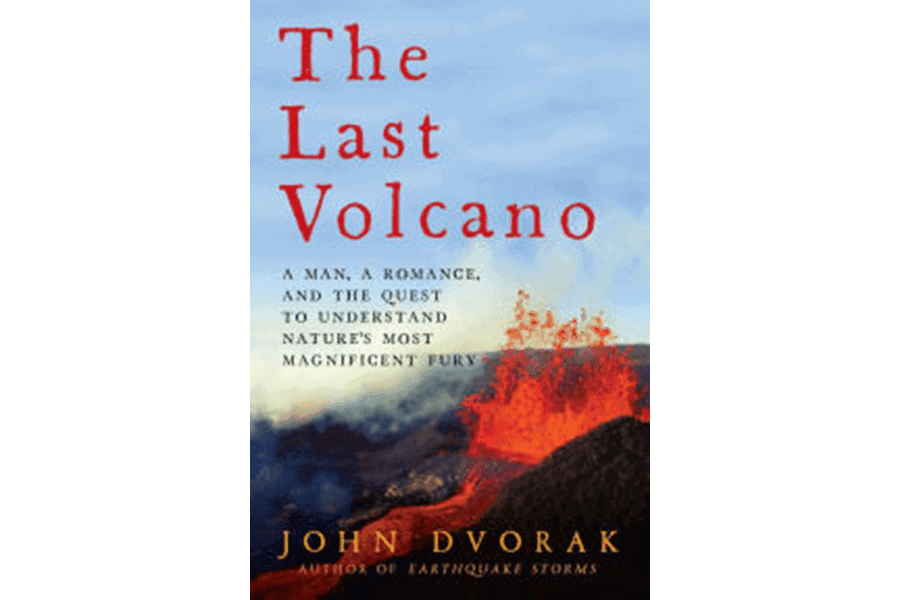 The
Last
Volcano
A MAN, A ROMANCE,
AND THE QUEST
TO UNDERSTAND
NATURE'S MOST
MAGNIFICENT FURY
JOHN DVORAK
AUTHOR OF EARTHQUAKE STORMS